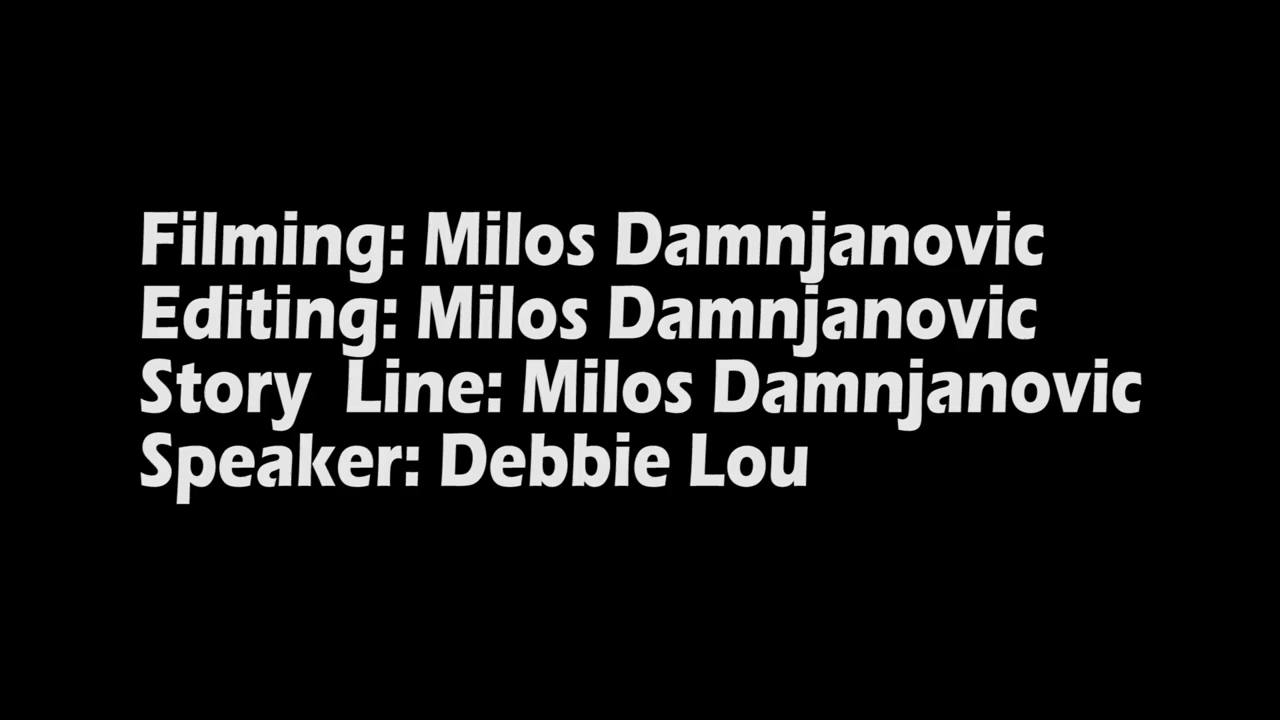 Filming: Milos Damnjanovic
Editing: Milos Damnjanovic
Story  Line: Milos Damnjanovic
Speaker: Debbie Lou